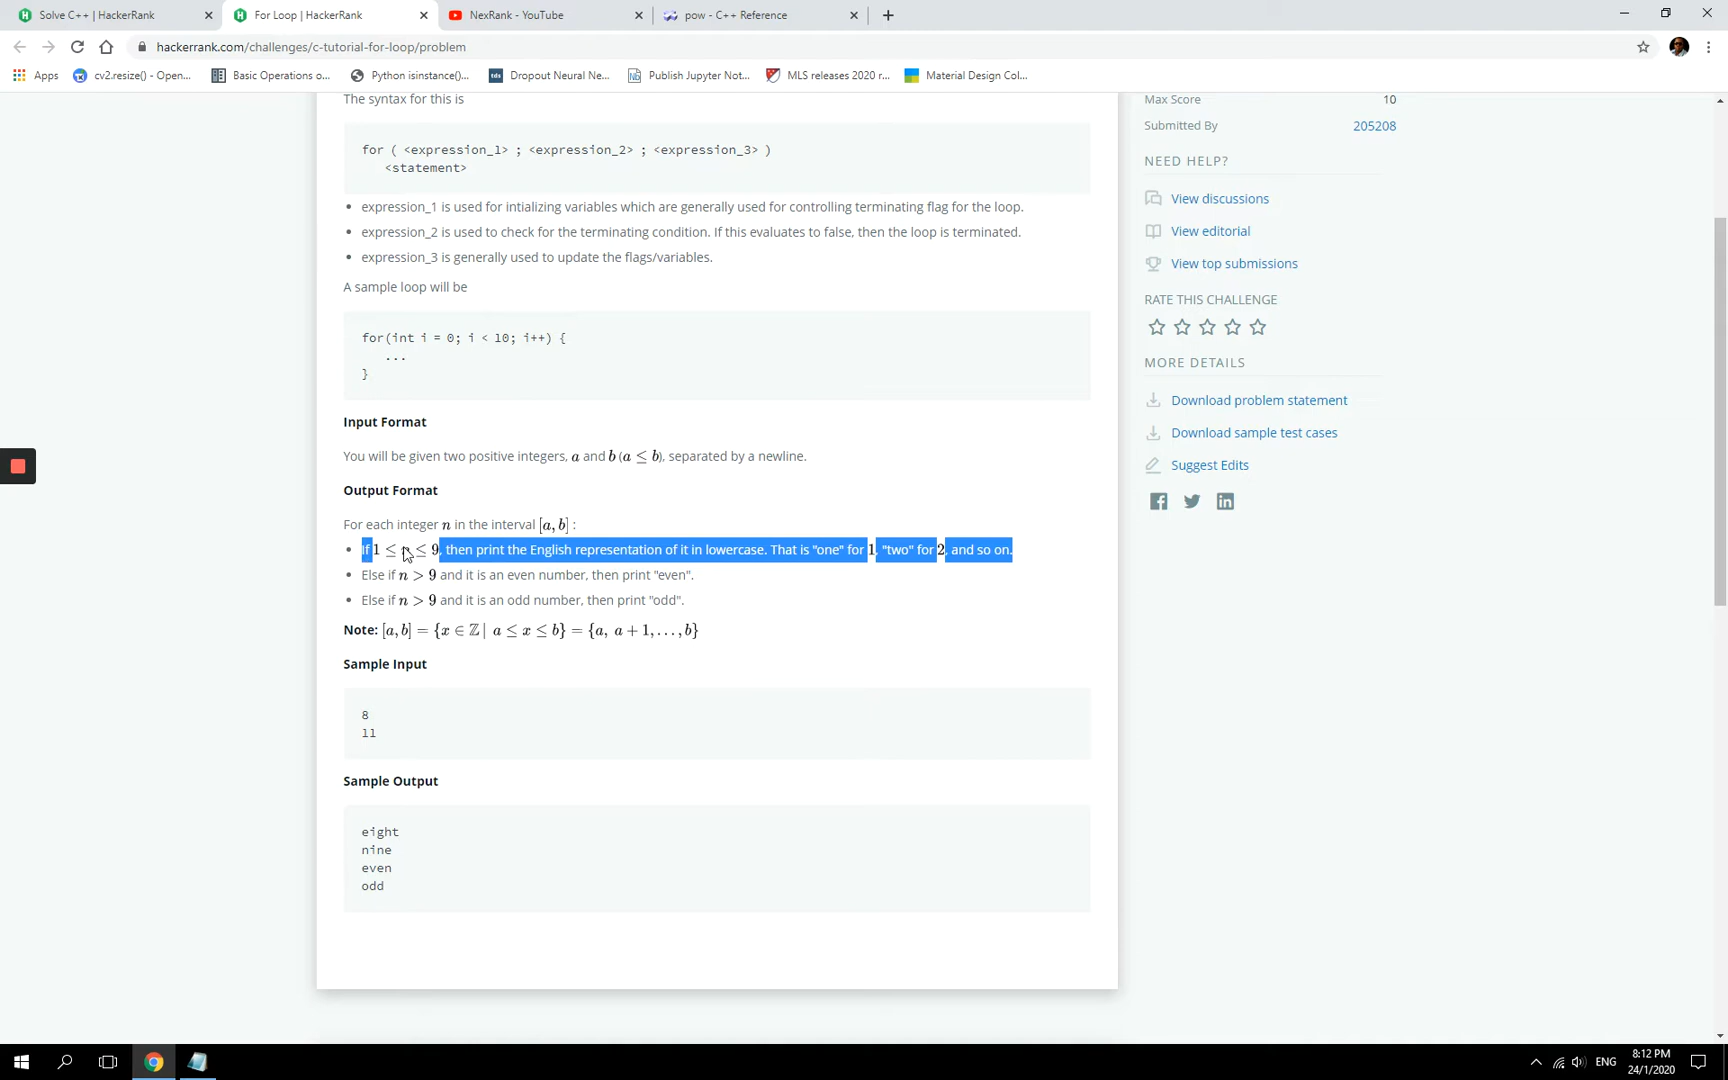 Solve C++ | HackerRank
For Loop | HackerRank
NexRank - YouTube
pow - C++ Reference
hackerrank.com/challenges/c-tutorial-for-loop/problem
Apps
cv2.resize() - Open...
Basic Operations o...
Python isinstance()...
Dropout Neural Ne...
Publish Jupyter Not...
MLS releases 2020 r...
Material Design Col...
The syntax for this is
for ( <expression_1> ; <expression_2> ; <expression_3> )
<statement>
• expression_1 is used for intializing variables which are generally used for controlling terminating flag for the loop.
• expression_2 is used to check for the terminating condition. If this evaluates to false, then the loop is terminated.
• expression_3 is generally used to update the flags/variables.
A sample loop will be
for(int i = 0; i < 10; i++) {
...
}
Input Format
You will be given two positive integers, a and b (a ≤ b), separated by a newline.
Output Format
For each integer n in the interval [a, b] :
• If 1 ≤ n ≤ 9, then print the English representation of it in lowercase. That is "one" for 1, "two" for 2, and so on.
• Else if n > 9 and it is an even number, then print "even".
• Else if n > 9 and it is an odd number, then print "odd".
Note: [a, b] = {x ∈ ℤ | a ≤ x ≤ b} = {a, a + 1, . . . , b}
Sample Input
8
11
Sample Output
eight
nine
even
odd
Max Score 10
Submitted By 205208
NEED HELP?
View discussions
View editorial
View top submissions
RATE THIS CHALLENGE
MORE DETAILS
Download problem statement
Download sample test cases
Suggest Edits
ENG
8:12 PM
24/1/2020